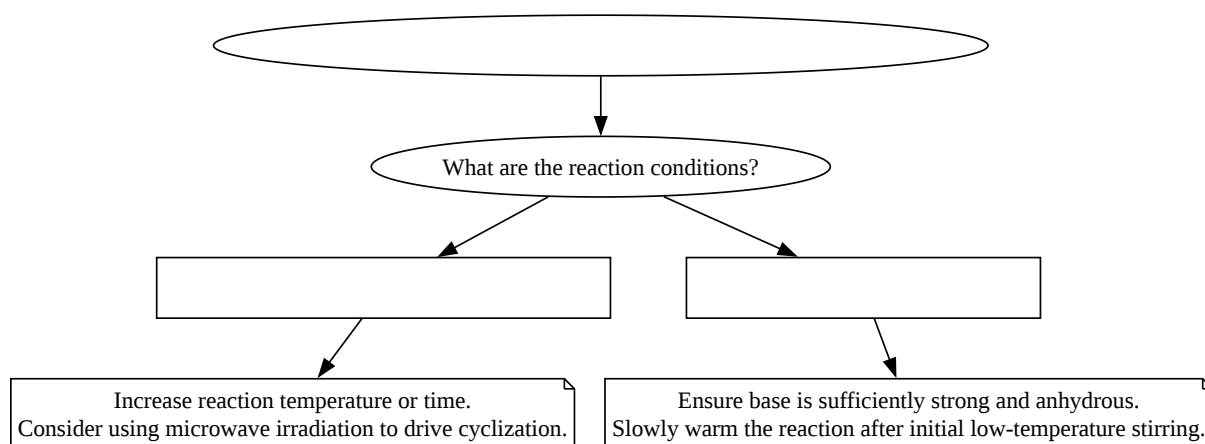 What are the reaction conditions?
Increase reaction temperature or time.
Consider using microwave irradiation to drive cyclization.
Ensure base is sufficiently strong and anhydrous.
Slowly warm the reaction after initial low-temperature stirring.